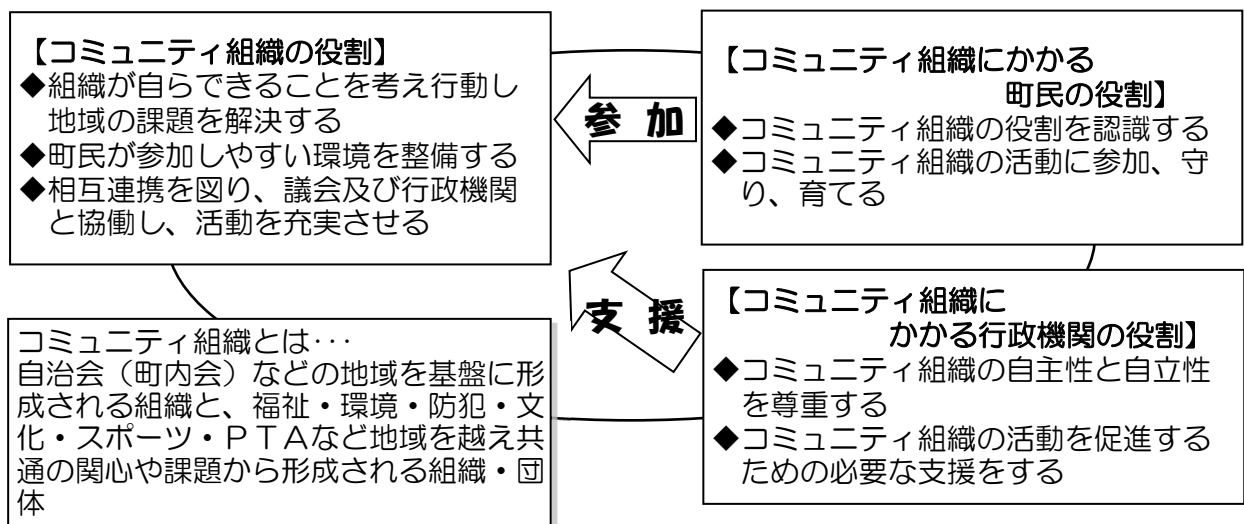 【コミュニティ組織の役割】
◆組織が自らできることを考え行動し
地域の課題を解決する
◆町民が参加しやすい環境を整備する
◆相互連携を図り、議会及び行政機関
と協働し、活動を充実させる
参 加
【コミュニティ組織にかかる
町民の役割】
◆コミュニティ組織の役割を認識する
◆コミュニティ組織の活動に参加、守
り、育てる
支 援
コミュニティ組織とは･･･
自治会（町内会）などの地域を基盤に形
成される組織と、福祉・環境・防犯・文
化・スポーツ・ＰＴＡなど地域を越え共
通の関心や課題から形成される組織・団
体
【コミュニティ組織に
かかる行政機関の役割】
◆コミュニティ組織の自主性と自立性
を尊重する
◆コミュニティ組織の活動を促進する
ための必要な支援をする